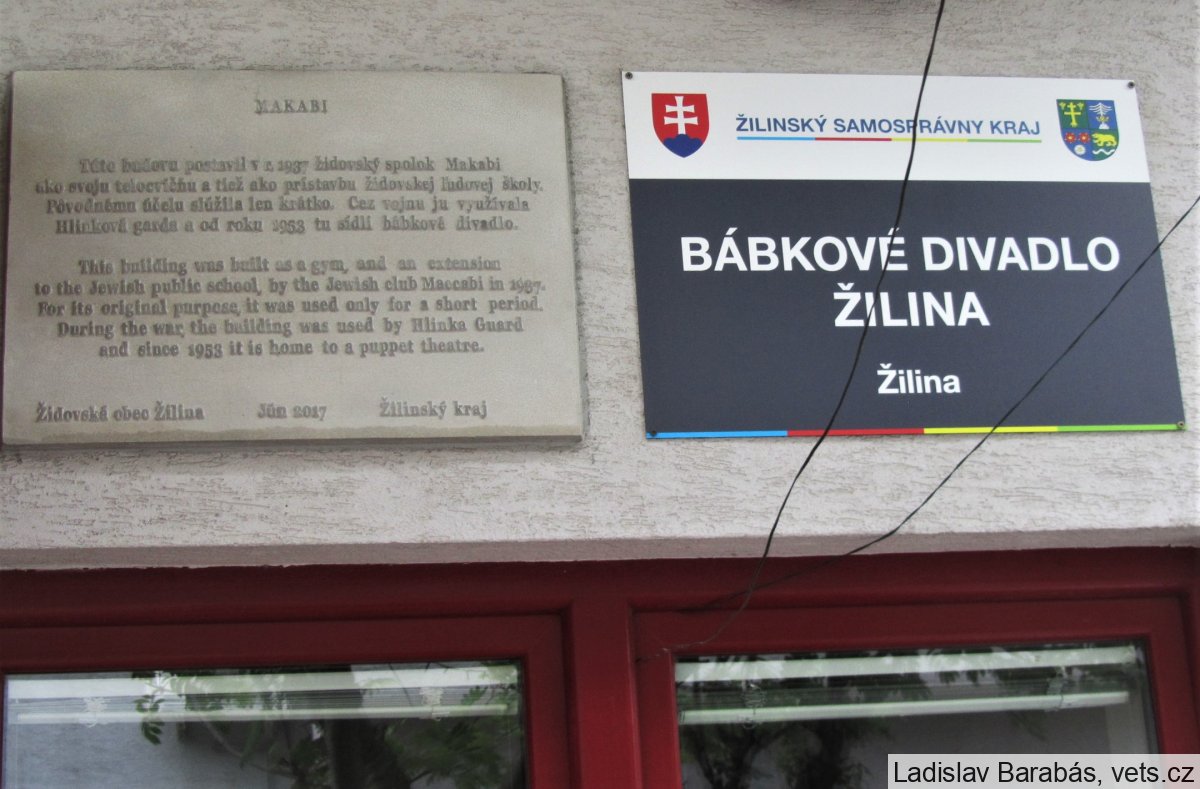 MAKABI
Túto budovu postavil v r. 1937 židovský spolok Makabi
ako svoju telocvičňu a tiež ako prístavbu židovskej ľudovej školy.
Pôvodnému účelu slúžila len krátko. Cez vojnu ju využívala
Hlinková garda a od roku 1953 tu sídli bábkové divadlo.
This building was built as a gym, and an extension
to the Jewish public school, by the Jewish club Maccabi in 1937.
For its original purpose, it was used only for a short period.
During the war, the building was used by Hlinka Guard
and since 1953 it is home to a puppet theatre.
Židovská obec Žilina Jún 2017 Žilinský kraj
ŽILINSKÝ SAMOSPRÁVNY KRAJ
BÁBKOVÉ DIVADLO
ŽILINA
Žilina
Ladislav Barabás, vets.cz